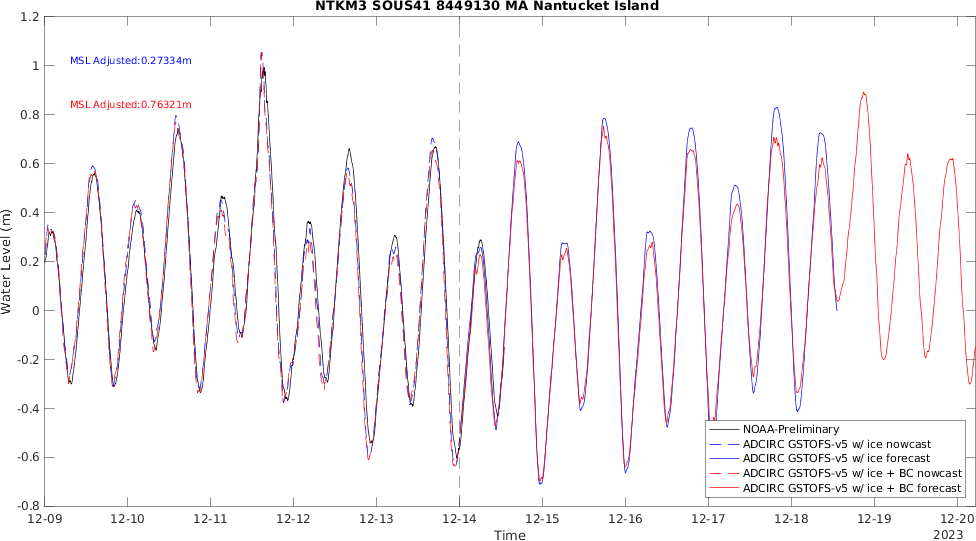 NTKM3 SOUS41 8449130 MA Nantucket Island
1.2
1
0.8
0.6
0.4
0.2
0
-0.2
-0.4
-0.6
-0.8
Water Level (m)
MSL Adjusted:0.27334m
MSL Adjusted:0.76321m
NOAA-Preliminary
ADCIRC GSTOFS-v5 w/ ice nowcast
ADCIRC GSTOFS-v5 w/ ice forecast
ADCIRC GSTOFS-v5 w/ ice + BC nowcast
ADCIRC GSTOFS-v5 w/ ice + BC forecast
12-09 12-10 12-11 12-12 12-13 12-14 12-15 12-16 12-17 12-18 12-19 12-20
Time
2023